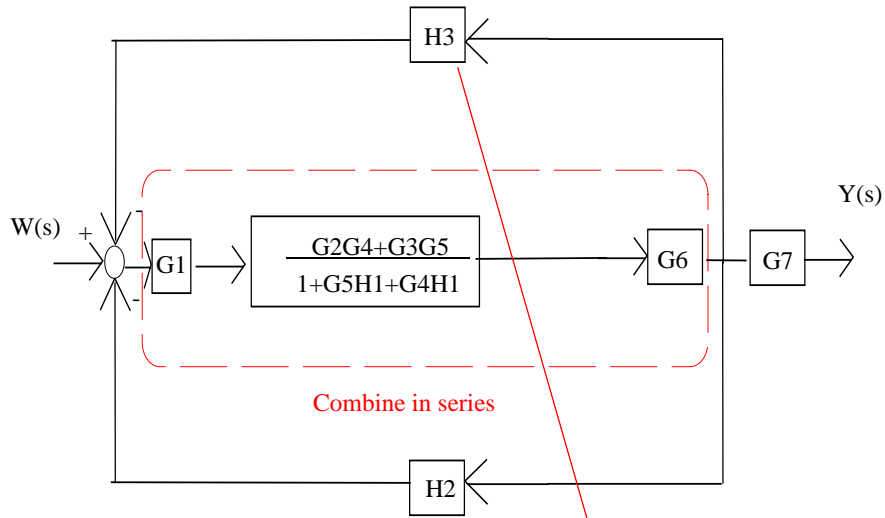 H3
W(s)
+
-
Y(s)
G1
G2G4+G3G5
1+G5H1+G4H1
G6
G7
-
Combine in series
H2